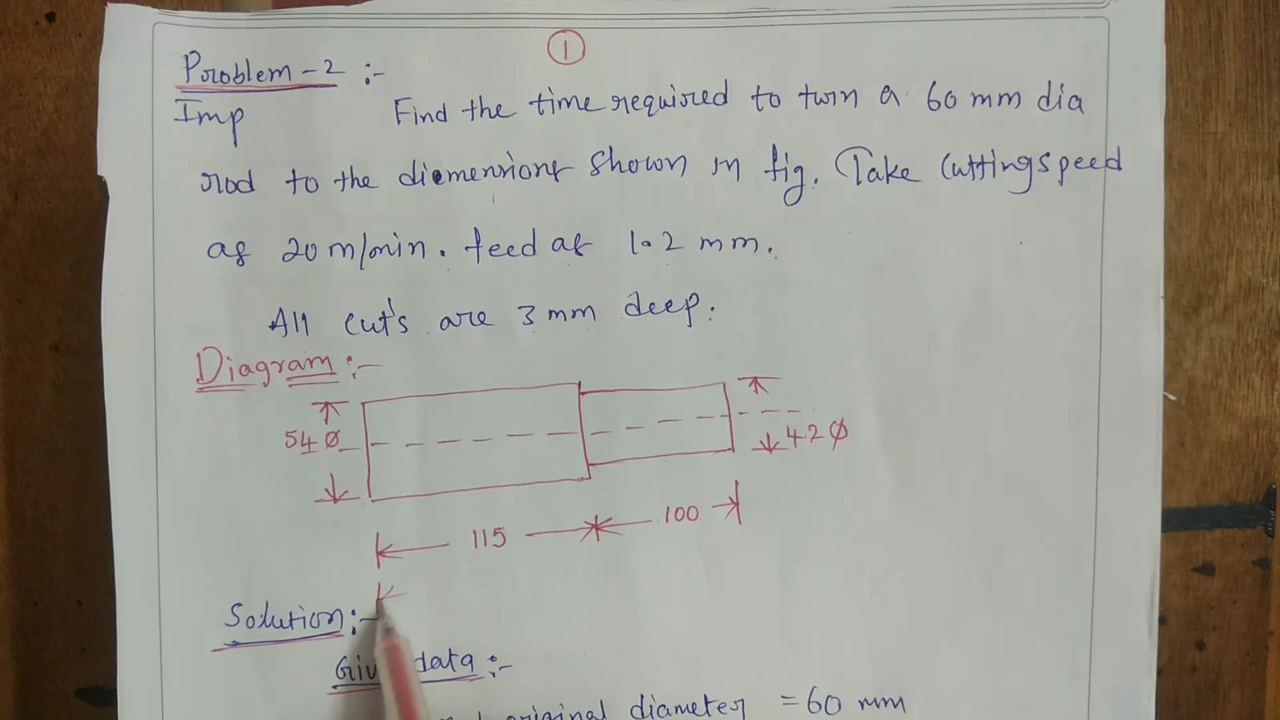 1
Problem-2 :-
Imp
Find the time required to turn a 60 mm dia
rod to the diemensions shown in fig. Take Cutting speed
as 20 m/min. feed as 1.2 mm.
All cut's are 3 mm deep.
Diagram :-
54 Ø
42 Ø
115
100
Solution :-
data :-
original diameter = 60 mm